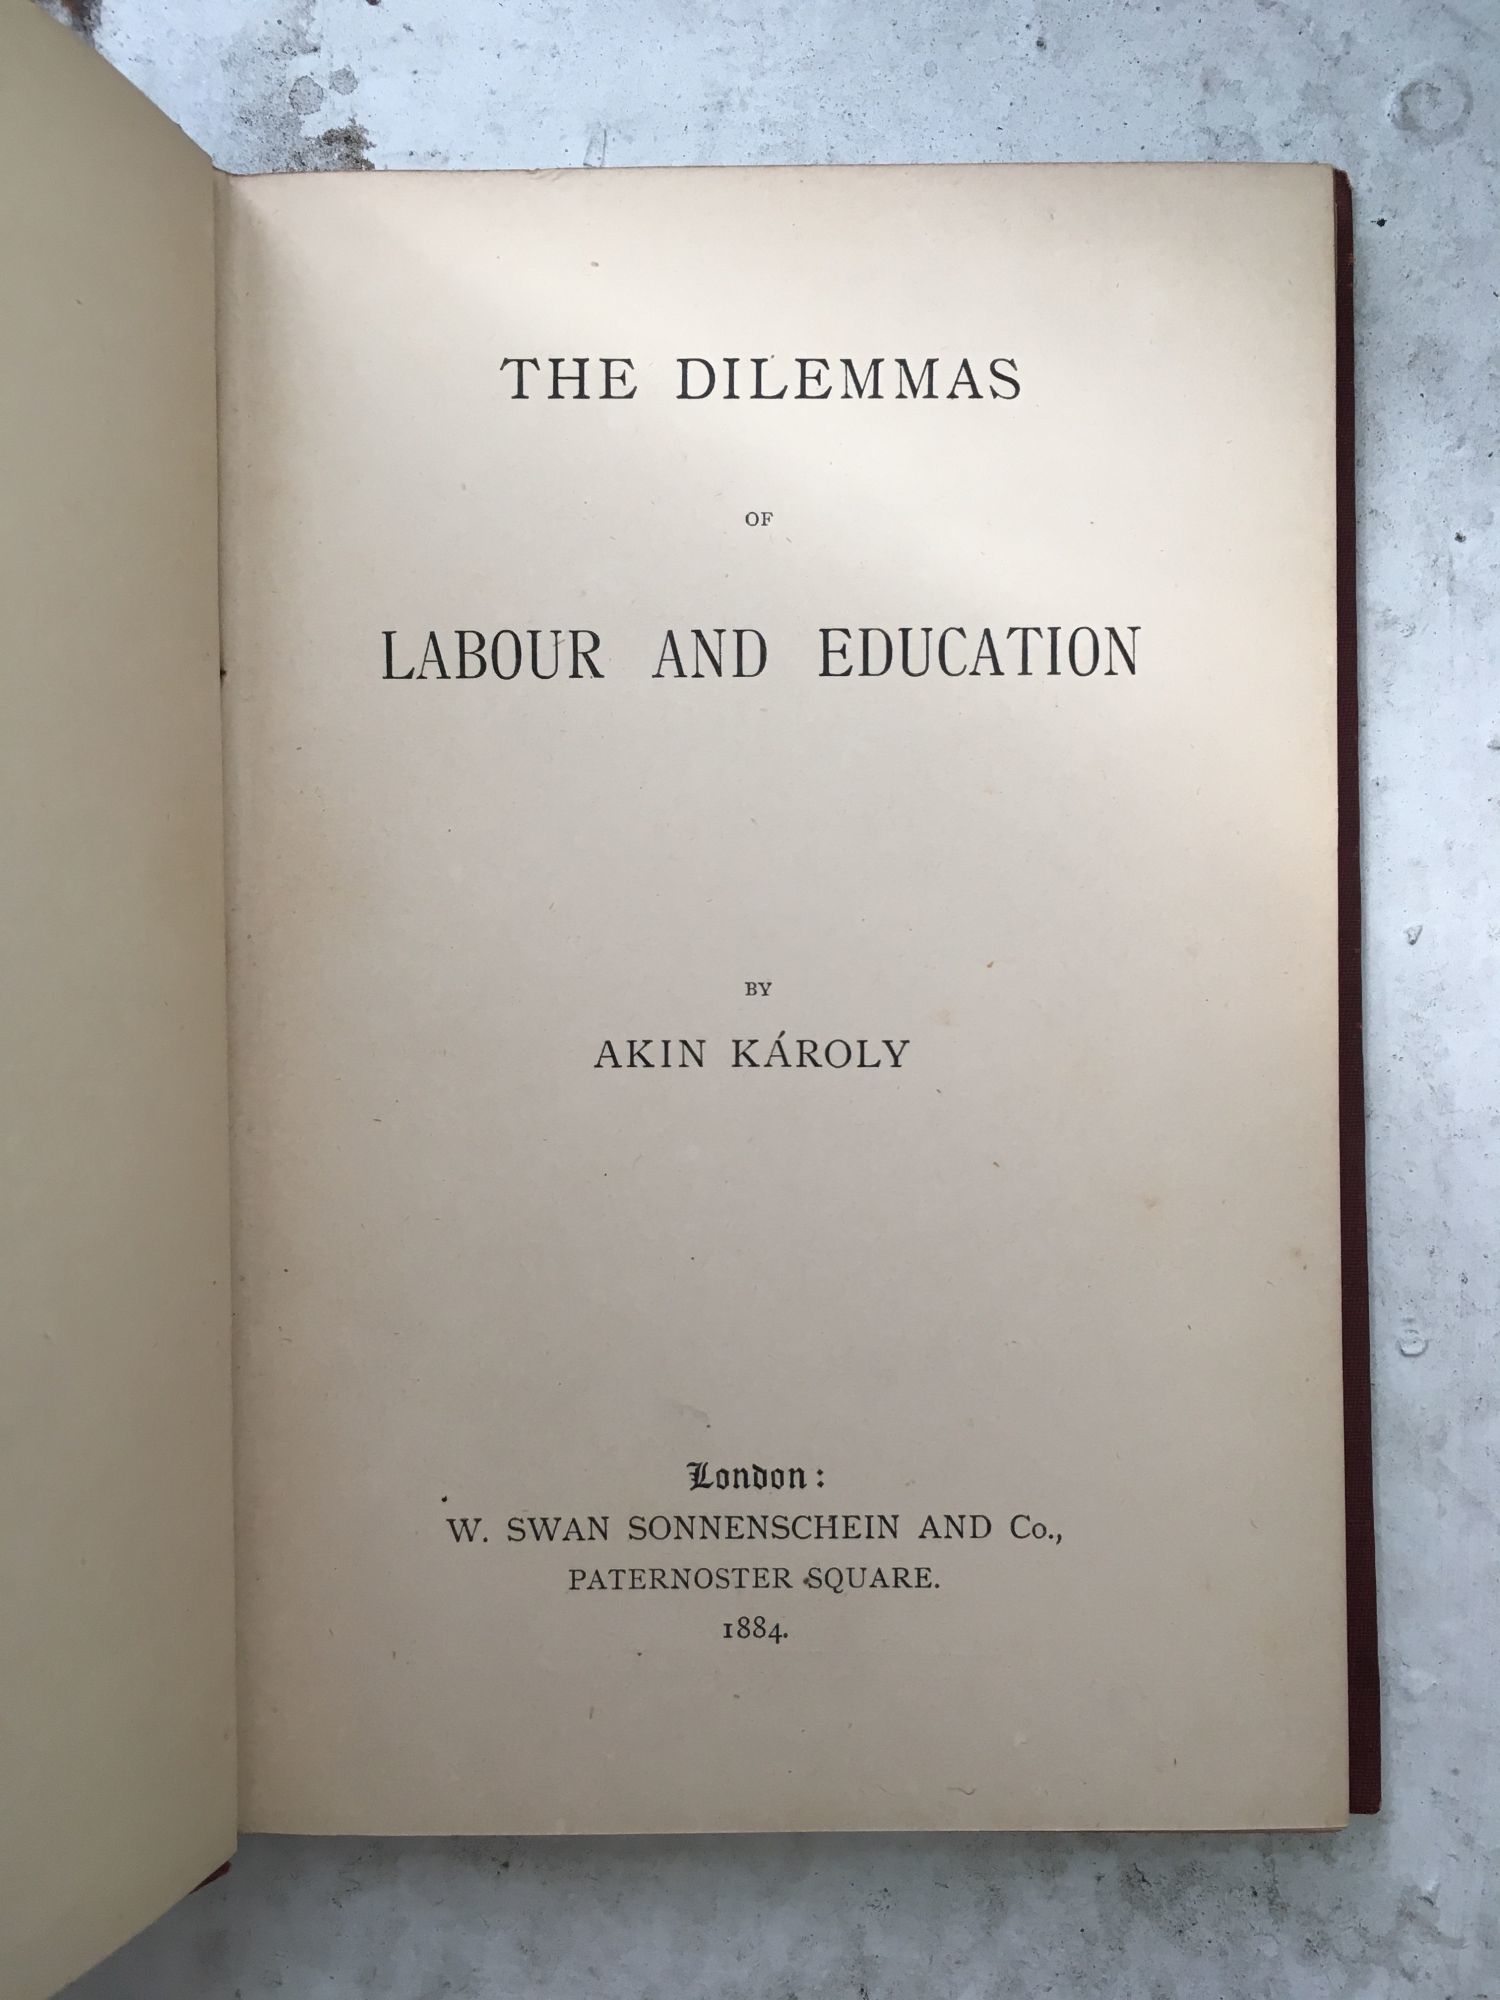 THE DILEMMAS
OF
LABOUR AND EDUCATION
BY
AKIN KÁROLY
London:
W. SWAN SONNENSCHEIN AND Co.,
PATERNOSTER SQUARE.
1884.